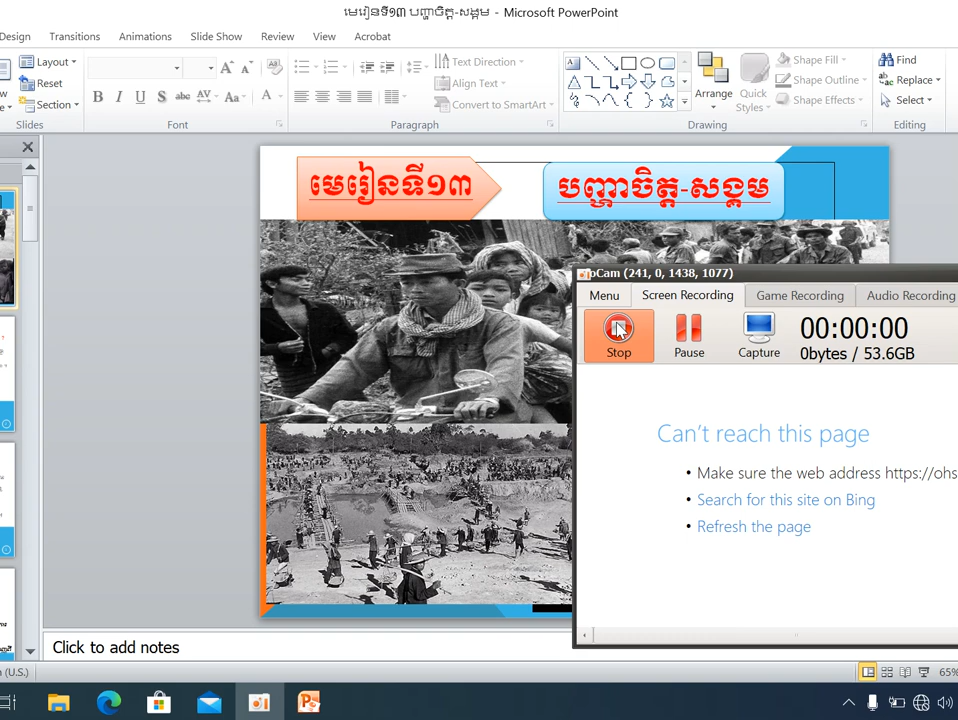 មេរៀនទី១៣ បញ្ហាចិត្ត-សង្គម - Microsoft PowerPoint
Design Transitions Animations Slide Show Review View Acrobat
Layout
Reset
Section
Slides
B I U S abc AV Aa A
Font
Text Direction
Align Text
Convert to SmartArt
Paragraph
Arrange
Quick
Styles
Shape Fill
Shape Outline
Shape Effects
Drawing
Find
Replace
Select
Editing
មេរៀនទី១៣
បញ្ហាចិត្ត-សង្គម
Cam (241, 0, 1438, 1077)
Menu Screen Recording Game Recording Audio Recording
Stop Pause Capture
00:00:00
0bytes / 53.6GB
Can't reach this page
• Make sure the web address https://ohs
• Search for this site on Bing
• Refresh the page
Click to add notes
(U.S.)
65%